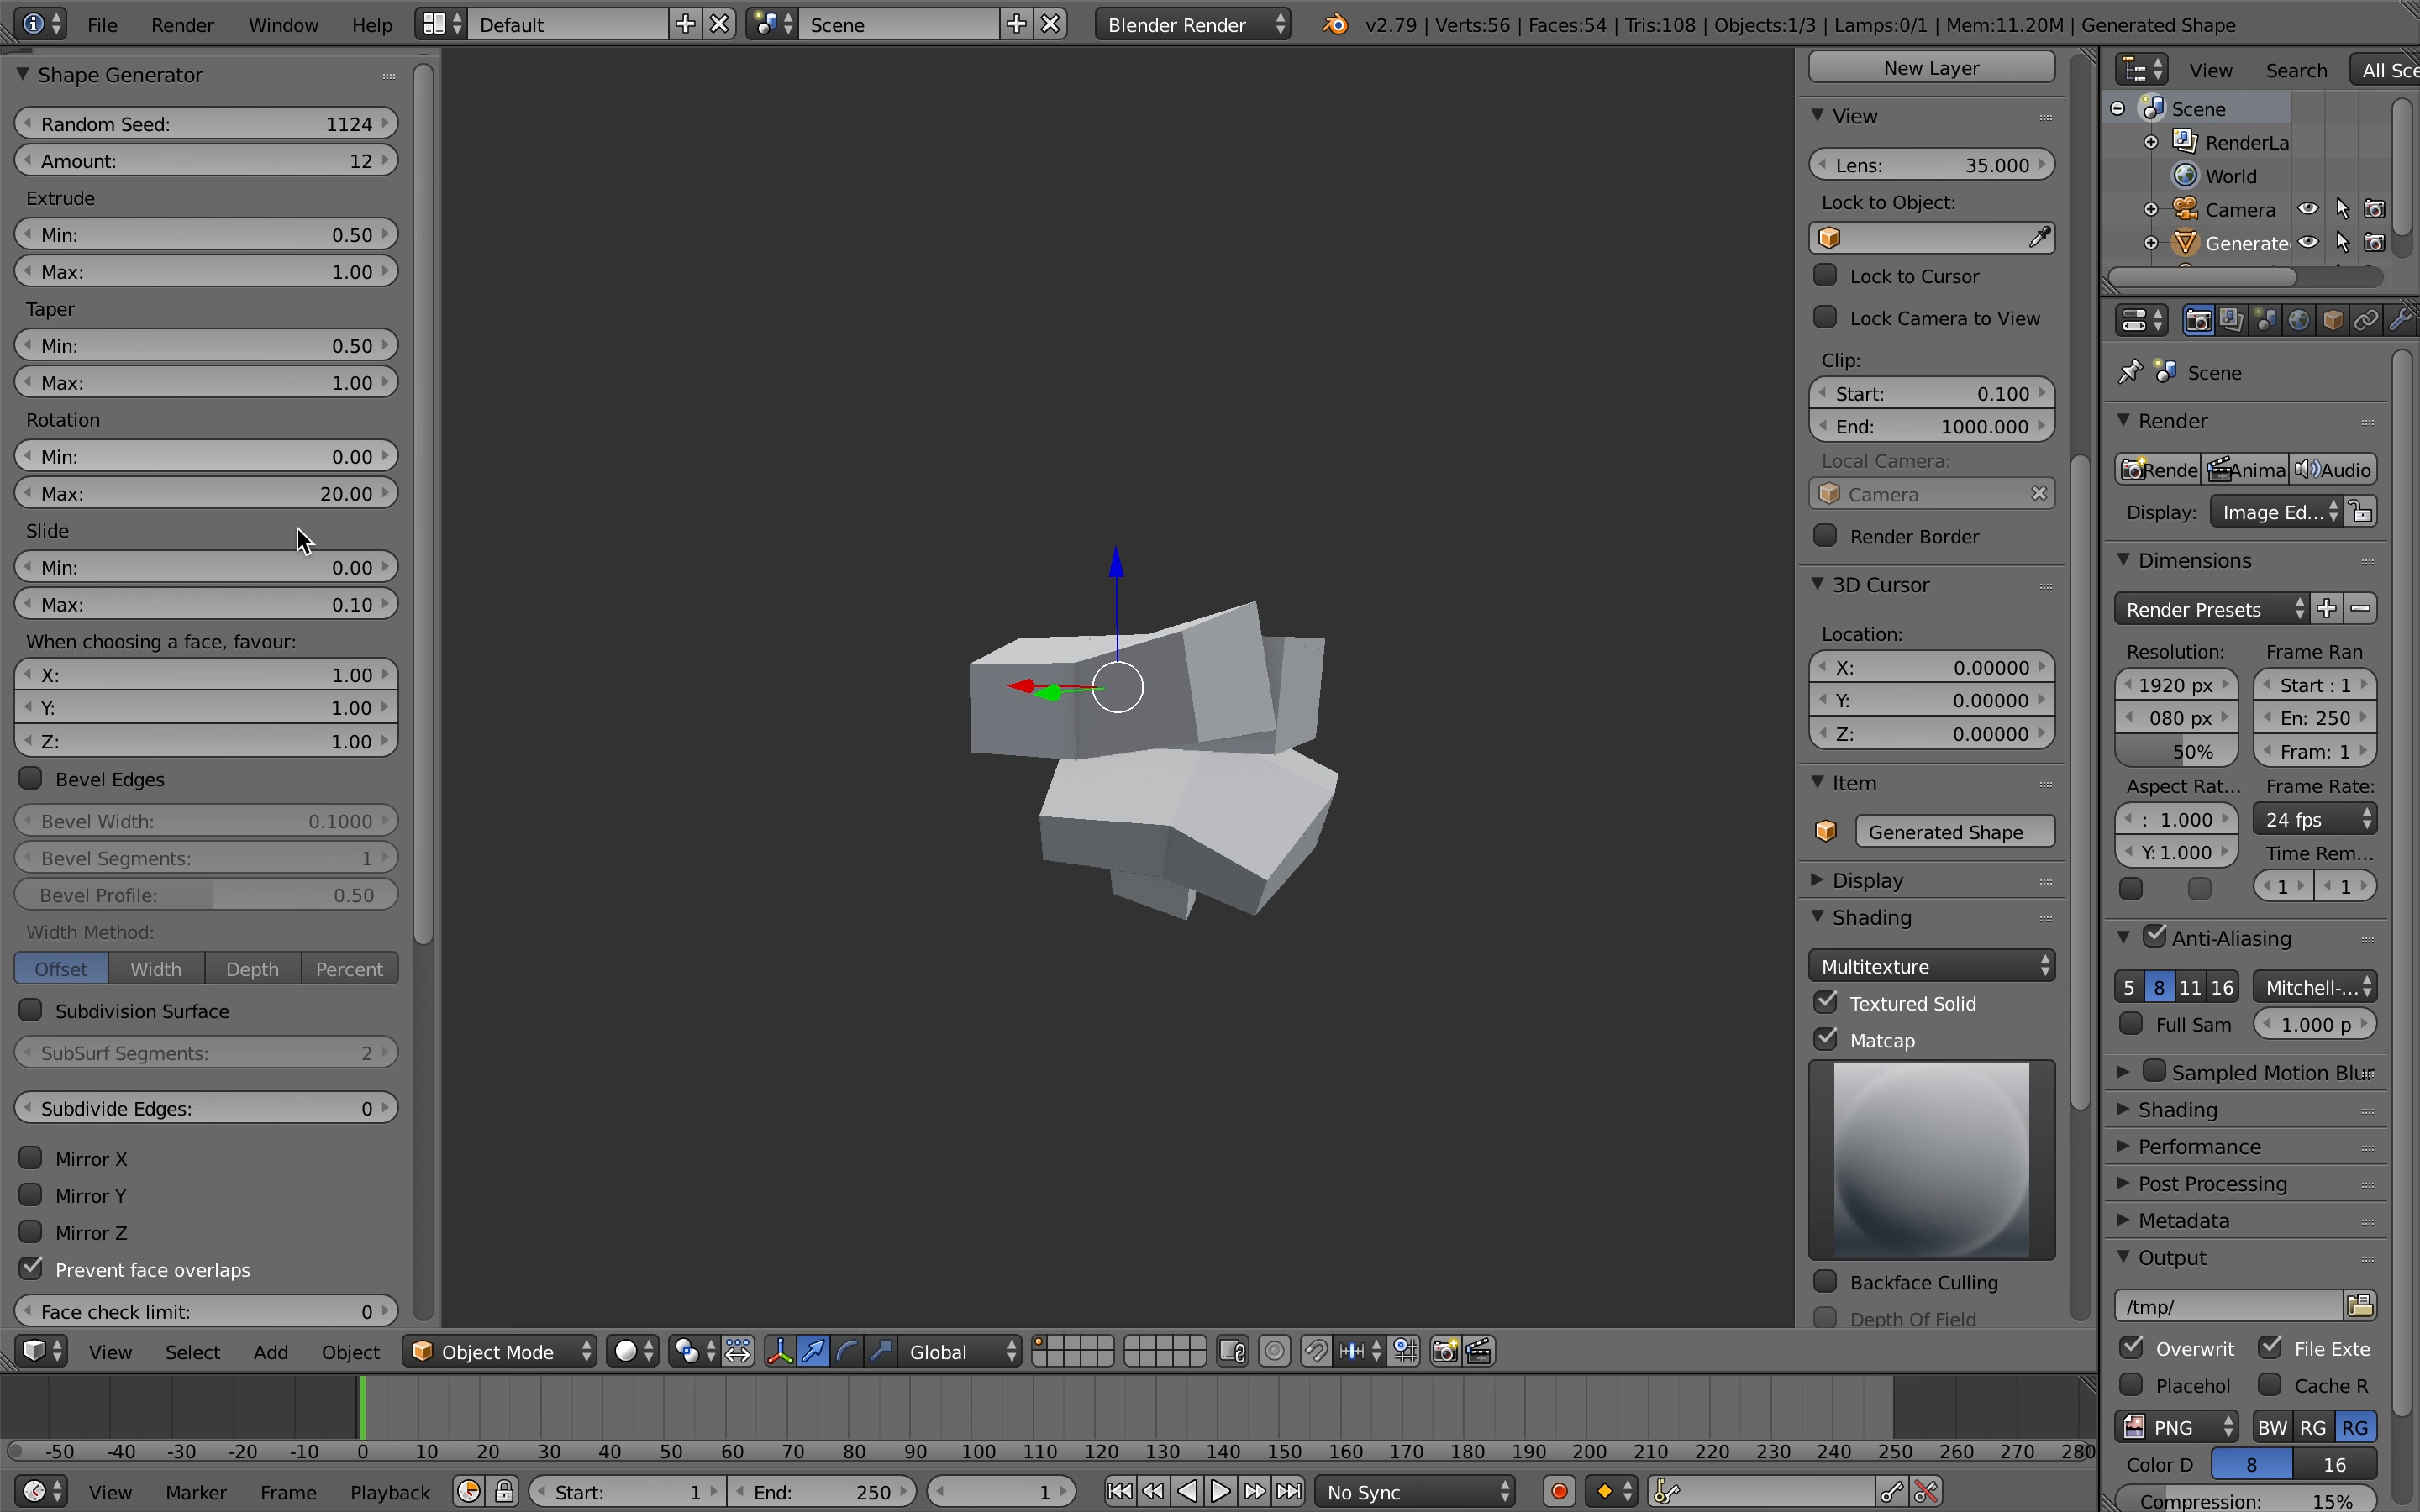 File Render Window Help Default Scene Blender Render v2.79 | Verts:56 | Faces:54 | Tris:108 | Objects:1/3 | Lamps:0/1 | Mem:11.20M | Generated Shape
Shape Generator
Random Seed: 1124
Amount: 12
Extrude
Min: 0.50
Max: 1.00
Taper
Min: 0.50
Max: 1.00
Rotation
Min: 0.00
Max: 20.00
Slide
Min: 0.00
Max: 0.10
When choosing a face, favour:
X: 1.00
Y: 1.00
Z: 1.00
Bevel Edges
Bevel Width: 0.1000
Bevel Segments: 1
Bevel Profile: 0.50
Width Method:
Offset Width Depth Percent
Subdivision Surface
SubSurf Segments: 2
Subdivide Edges: 0
Mirror X
Mirror Y
Mirror Z
Prevent face overlaps
Face check limit: 0
New Layer
View
Lens: 35.000
Lock to Object:
Lock to Cursor
Lock Camera to View
Clip:
Start: 0.100
End: 1000.000
Local Camera:
Camera
Render Border
3D Cursor
Location:
X: 0.00000
Y: 0.00000
Z: 0.00000
Item
Generated Shape
Display
Shading
Multitexture
Textured Solid
Matcap
Backface Culling
Depth Of Field
View Search All Sce
Scene
RenderLa
World
Camera
Generate
Scene
Render
Rende Anima Audio
Display: Image Ed...
Dimensions
Render Presets
Resolution: Frame Ran
1920 px Start : 1
080 px En: 250
50% Fram: 1
Aspect Rat... Frame Rate:
: 1.000 24 fps
Y: 1.000 Time Rem...
1 1
Anti-Aliasing
5 8 11 16 Mitchell-...
Full Sam 1.000 p
Sampled Motion Blur
Shading
Performance
Post Processing
Metadata
Output
/tmp/
Overwrit File Exte
Placehol Cache R
PNG BW RG RG
Color D 8 16
Compression: 15%
View Select Add Object Object Mode Global
-50 -40 -30 -20 -10 0 10 20 30 40 50 60 70 80 90 100 110 120 130 140 150 160 170 180 190 200 210 220 230 240 250 260 270 280
View Marker Frame Playback Start: 1 End: 250 1 No Sync